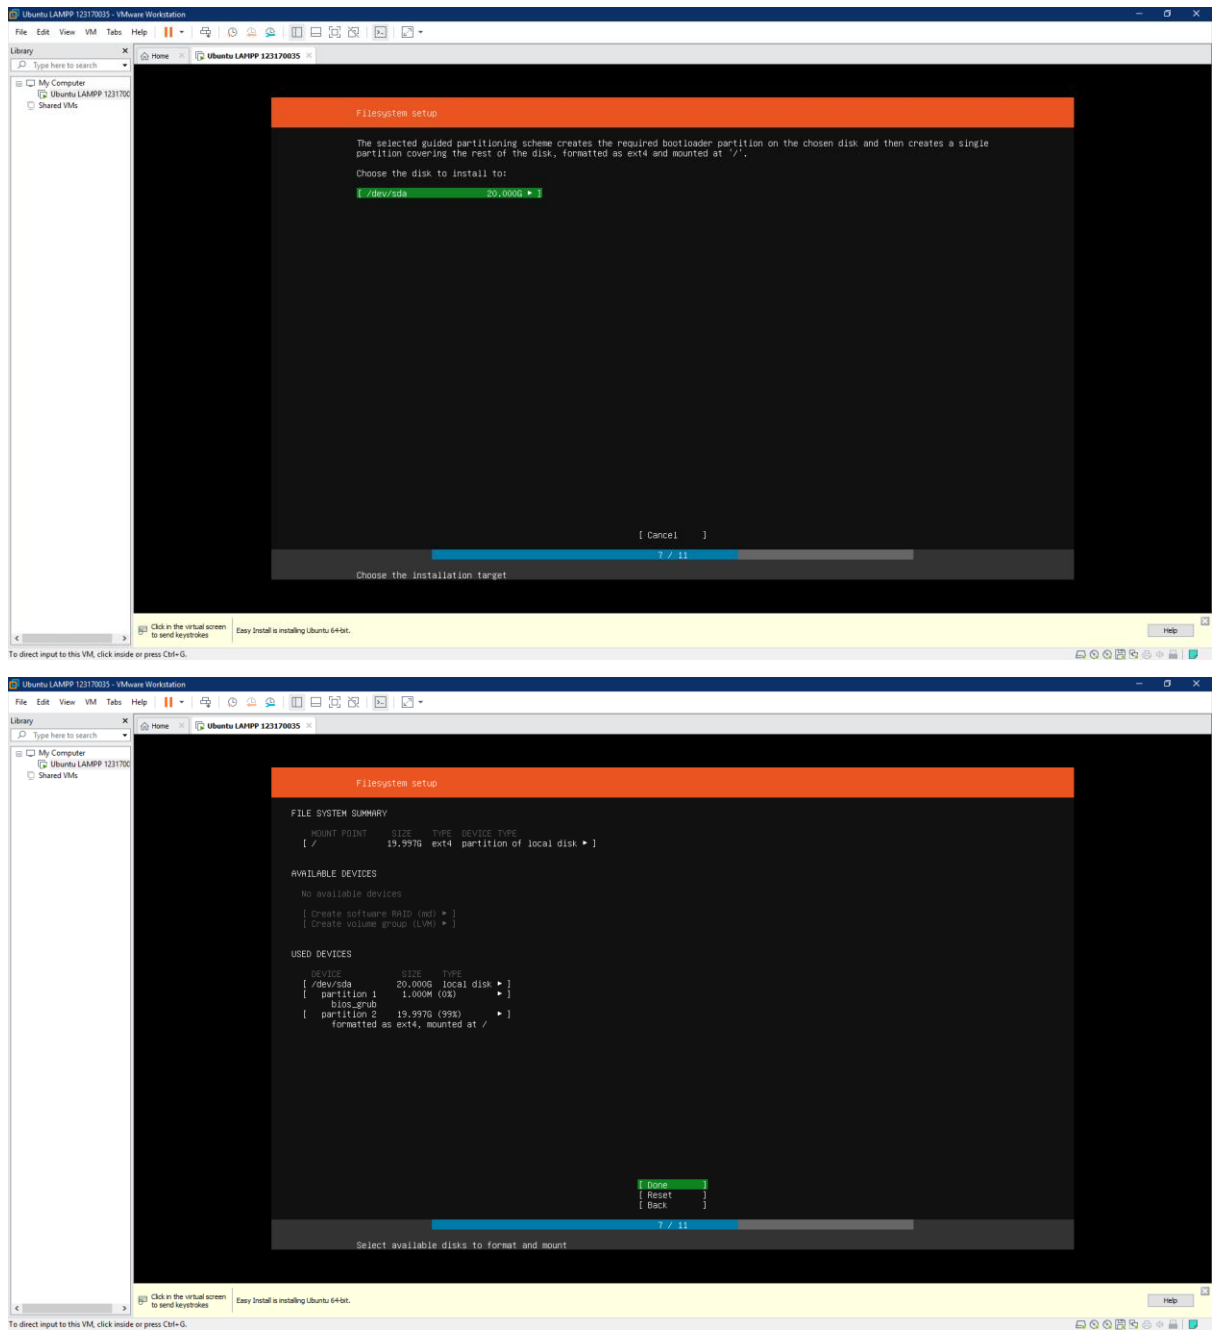 Ubuntu LAMPP 123170035 - VMware Workstation
File Edit View VM Tabs Help
Library
Home
Ubuntu LAMPP 123170035
Type here to search
My Computer
Ubuntu LAMPP 1231700
Shared VMs
Filesystem setup
The selected guided partitioning scheme creates the required bootloader partition on the chosen disk and then creates a single
partition covering the rest of the disk, formatted as ext4 and mounted at '/'.
Choose the disk to install to:
[ /dev/sda 20.000G ▸ ]
[ Cancel ]
7 / 11
Choose the installation target
Click in the virtual screen
to send keystrokes
Easy Install is installing Ubuntu 64-bit.
Help
To direct input to this VM, click inside or press Ctrl+G.
Ubuntu LAMPP 123170035 - VMware Workstation
File Edit View VM Tabs Help
Library
Home
Ubuntu LAMPP 123170035
Type here to search
My Computer
Ubuntu LAMPP 1231700
Shared VMs
Filesystem setup
FILE SYSTEM SUMMARY
MOUNT POINT SIZE TYPE DEVICE TYPE
[ / 19.997G ext4 partition of local disk ▸ ]
AVAILABLE DEVICES
No available devices
[ Create software RAID (md) ▸ ]
[ Create volume group (LVM) ▸ ]
USED DEVICES
DEVICE SIZE TYPE
[ /dev/sda 20.000G local disk ▸ ]
[ partition 1 1.000M (0%) ▸ ]
bios_grub
[ partition 2 19.997G (99%) ▸ ]
formatted as ext4, mounted at /
[ Done ]
[ Reset ]
[ Back ]
7 / 11
Select available disks to format and mount
Click in the virtual screen
to send keystrokes
Easy Install is installing Ubuntu 64-bit.
Help
To direct input to this VM, click inside or press Ctrl+G.